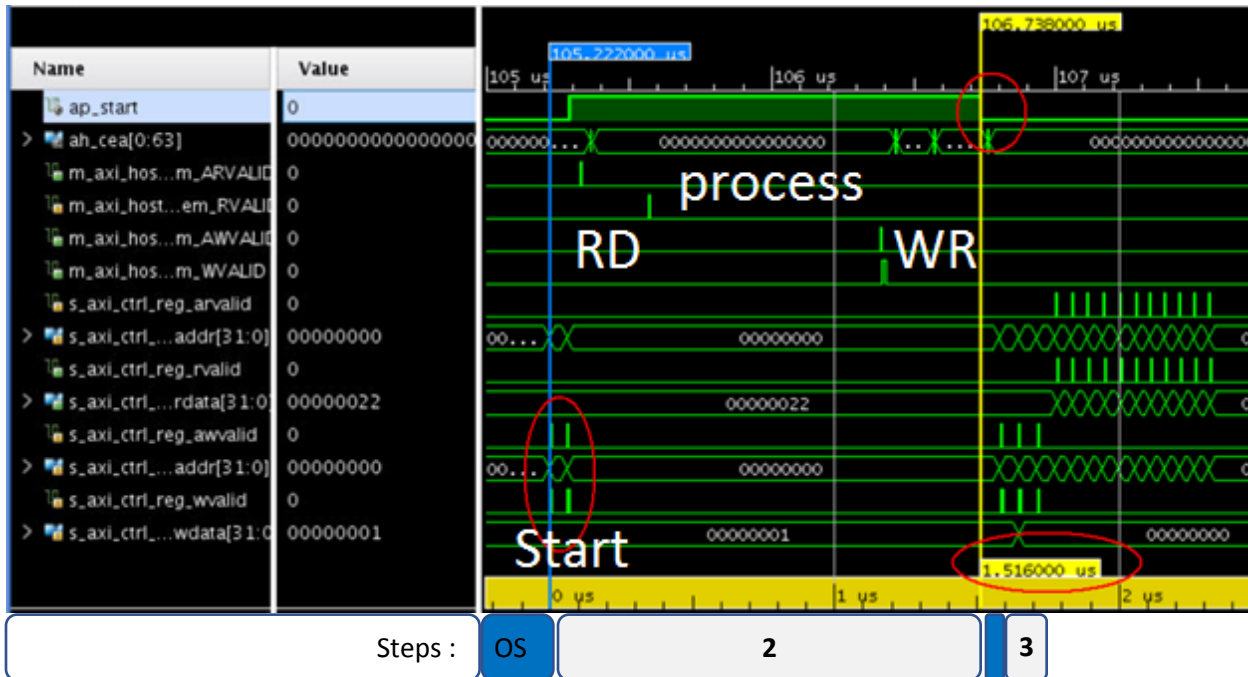 106.738000 us
105.222000 us
Name Value
105 us 106 us 107 us
ap_start 0
ah_cea[0:63] 0000000000000000 000000... 0000000000000000 ... ... 0000000000000000
m_axi_hos...m_ARVALID 0
process
m_axi_host...em_RVALI 0
m_axi_hos...m_AWVALI 0
RD WR
m_axi_hos...m_WVALID 0
s_axi_ctrl_reg_arvalid 0
s_axi_ctrl_...addr[31:0] 00000000 00... 00000000
s_axi_ctrl_reg_rvalid 0
s_axi_ctrl_...rdata[31:0 00000022 00000022
s_axi_ctrl_reg_awvalid 0
s_axi_ctrl_...addr[31:0] 00000000 00... 00000000
s_axi_ctrl_reg_wvalid 0
s_axi_ctrl_...wdata[31:0 00000001 00000001 00000000
Start
1.516000 us
0 us 1 us 2 us
Steps : OS 2 3